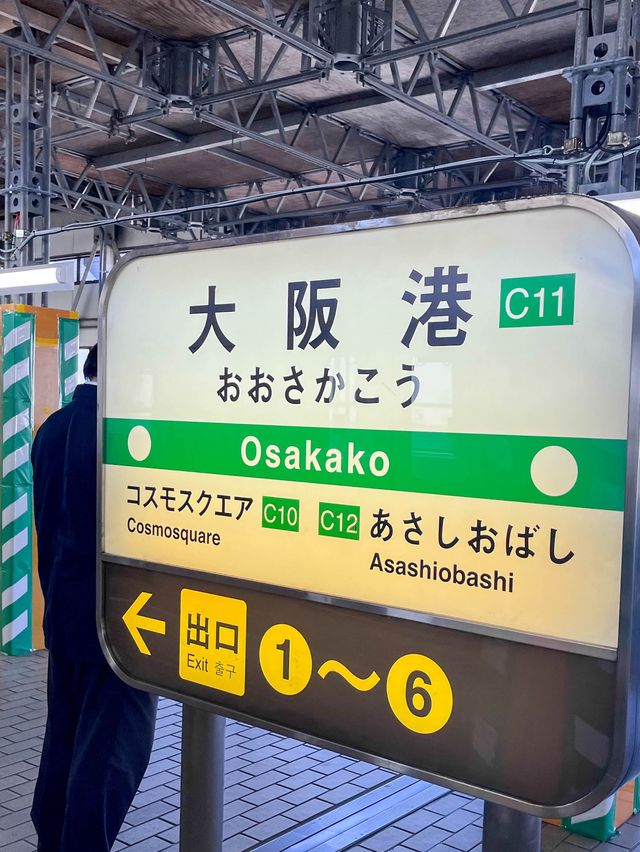 大阪港 C11
おおさかこう
Osakako
コスモスクエア C10 C12 あさしおばし
Cosmosquare Asashiobashi
← 出口 1～6
Exit 출구